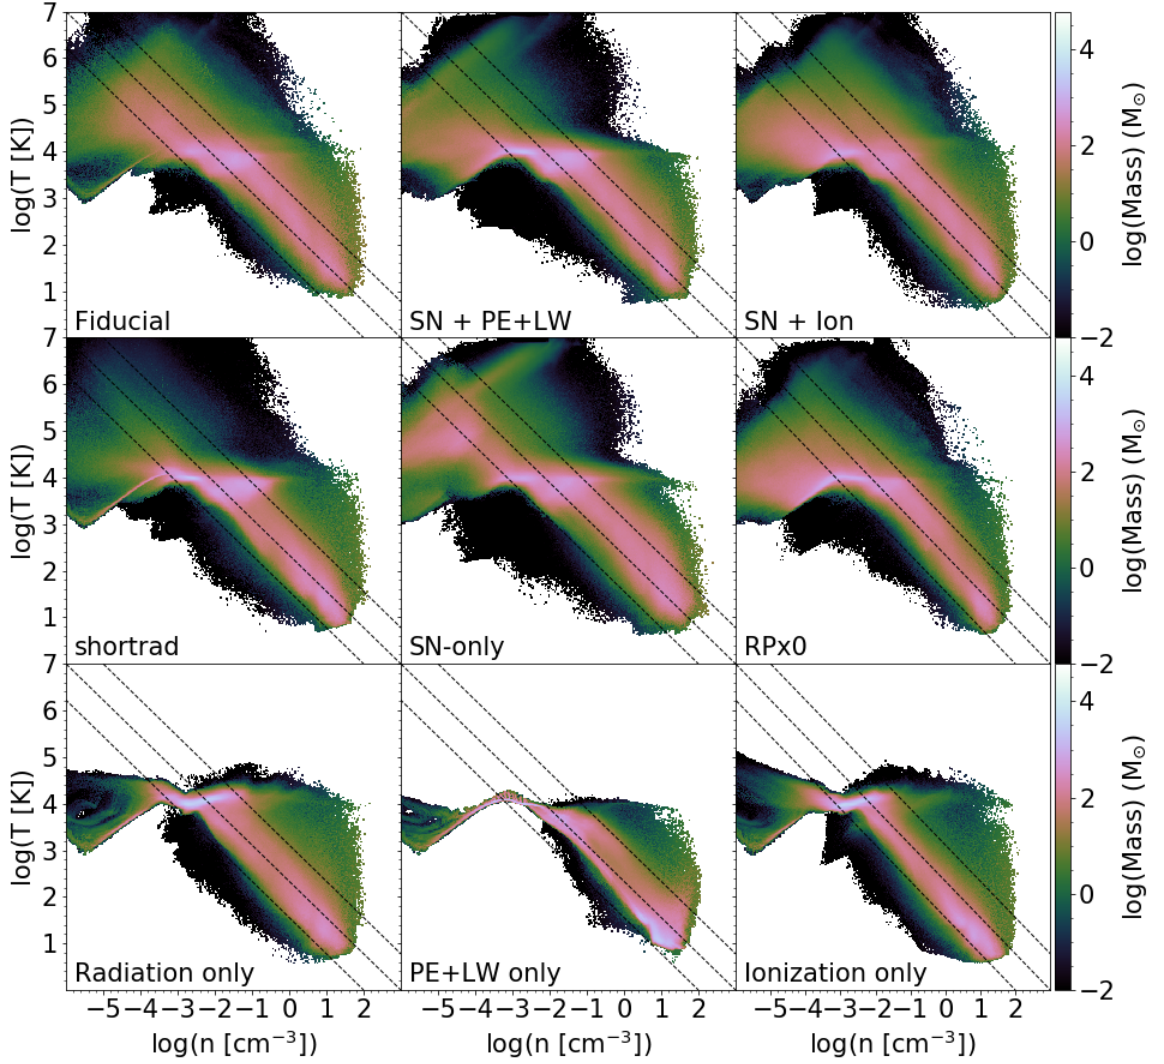 7
6
5
4
3
2
1
log(T [K])
Fiducial
SN + PE+LW
SN + Ion
4
2
0
−2
log(Mass) (M⊙)
7
6
5
4
3
2
1
log(T [K])
shortrad
SN-only
RPx0
4
2
0
−2
log(Mass) (M⊙)
7
6
5
4
3
2
1
log(T [K])
Radiation only
PE+LW only
Ionization only
4
2
0
−2
log(Mass) (M⊙)
−5−4−3−2−1 0 1 2
−5−4−3−2−1 0 1 2
−5−4−3−2−1 0 1 2
log(n [cm⁻³])
log(n [cm⁻³])
log(n [cm⁻³])